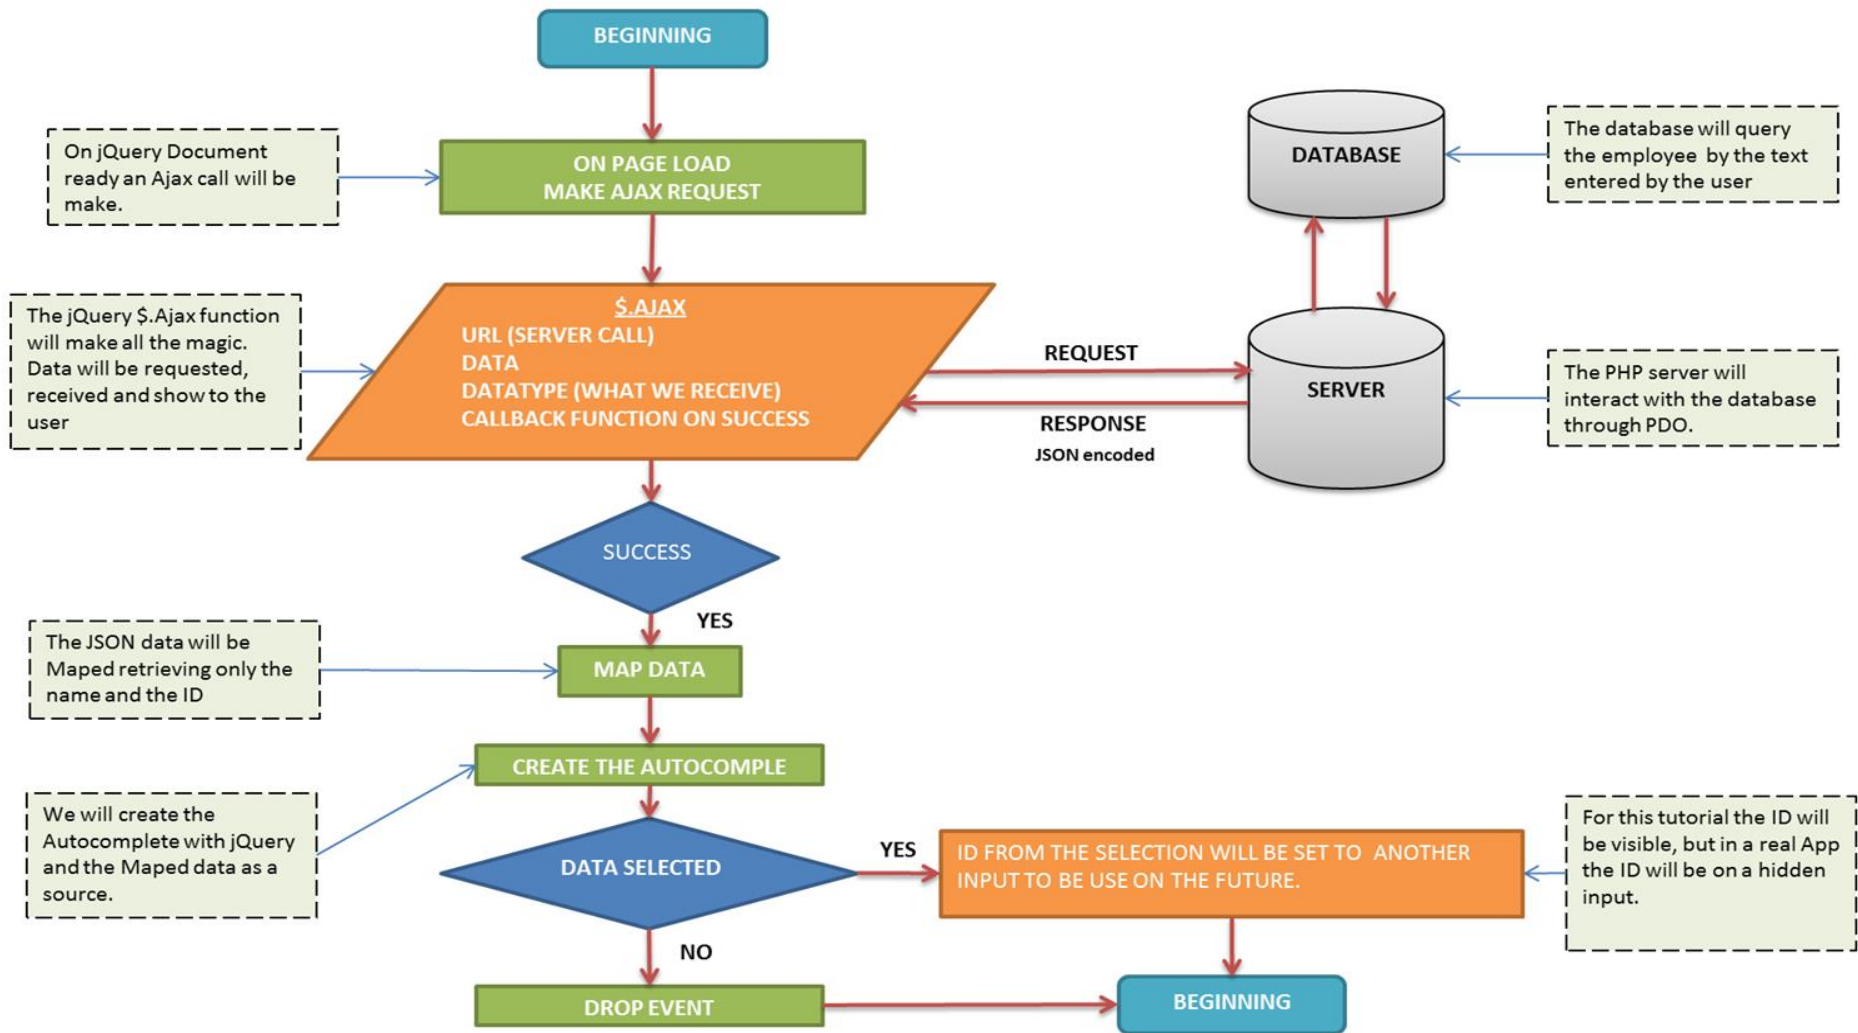 BEGINNING
On jQuery Document
ready an Ajax call will be
make.
ON PAGE LOAD
MAKE AJAX REQUEST
DATABASE
The database will query
the employee by the text
entered by the user
The jQuery $.Ajax function
will make all the magic.
Data will be requested,
received and show to the
user
$.AJAX
URL (SERVER CALL)
DATA
DATATYPE (WHAT WE RECEIVE)
CALLBACK FUNCTION ON SUCCESS
REQUEST
RESPONSE
JSON encoded
SERVER
The PHP server will
interact with the database
through PDO.
SUCCESS
YES
The JSON data will be
Maped retrieving only the
name and the ID
MAP DATA
CREATE THE AUTOCOMPLE
We will create the
Autocomplete with jQuery
and the Maped data as a
source.
DATA SELECTED
YES
ID FROM THE SELECTION WILL BE SET TO ANOTHER
INPUT TO BE USE ON THE FUTURE.
For this tutorial the ID will
be visible, but in a real App
the ID will be on a hidden
input.
NO
DROP EVENT
BEGINNING